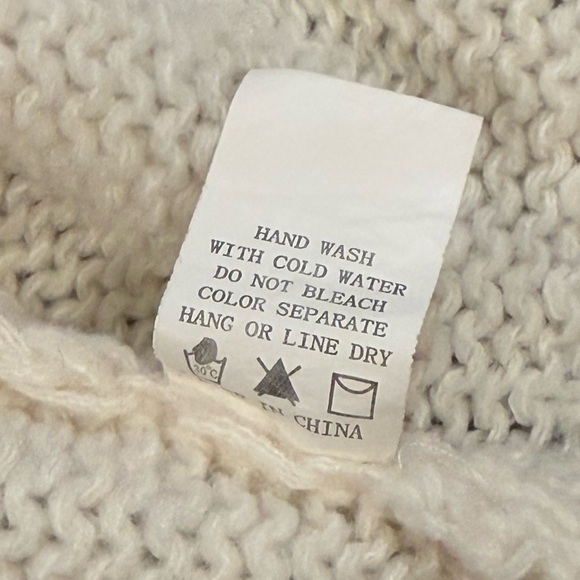 HAND WASH
WITH COLD WATER
DO NOT BLEACH
COLOR SEPARATE
HANG OR LINE DRY
30°C
IN CHINA